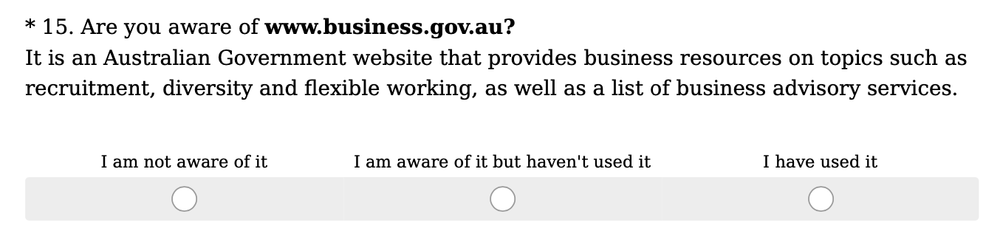 * 15. Are you aware of www.business.gov.au?
It is an Australian Government website that provides business resources on topics such as
recruitment, diversity and flexible working, as well as a list of business advisory services.
I am not aware of it I am aware of it but haven't used it I have used it